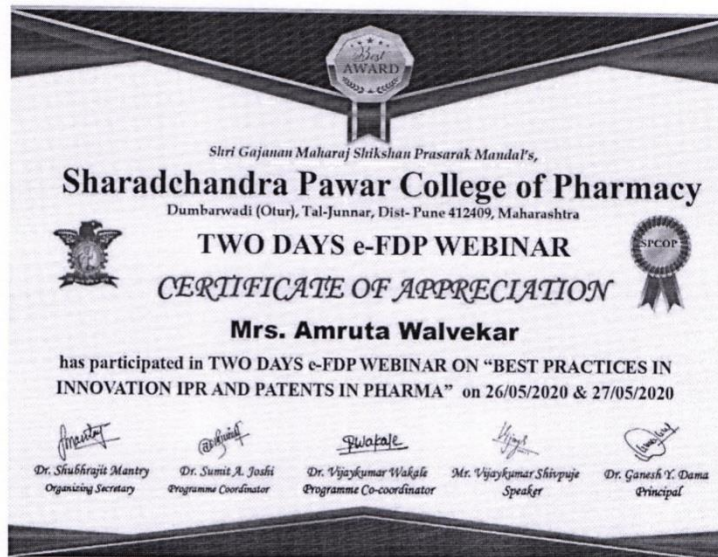 Best
AWARD
Shri Gajanan Maharaj Shikshan Prasarak Mandal's,
Sharadchandra Pawar College of Pharmacy
Dumbarwadi (Otur), Tal-Junnar, Dist- Pune 412409, Maharashtra
TWO DAYS e-FDP WEBINAR
SPCOP
CERTIFICATE OF APPRECIATION
Mrs. Amruta Walvekar
has participated in TWO DAYS e-FDP WEBINAR ON “BEST PRACTICES IN
INNOVATION IPR AND PATENTS IN PHARMA” on 26/05/2020 & 27/05/2020
Dr. Shubhrajit Mantry Dr. Sumit A. Joshi Dr. Vijaykumar Wakale Mr. Vijaykumar Shivpuje Dr. Ganesh Y. Dama
Organizing Secretary Programme Coordinator Programme Co-coordinator Speaker Principal